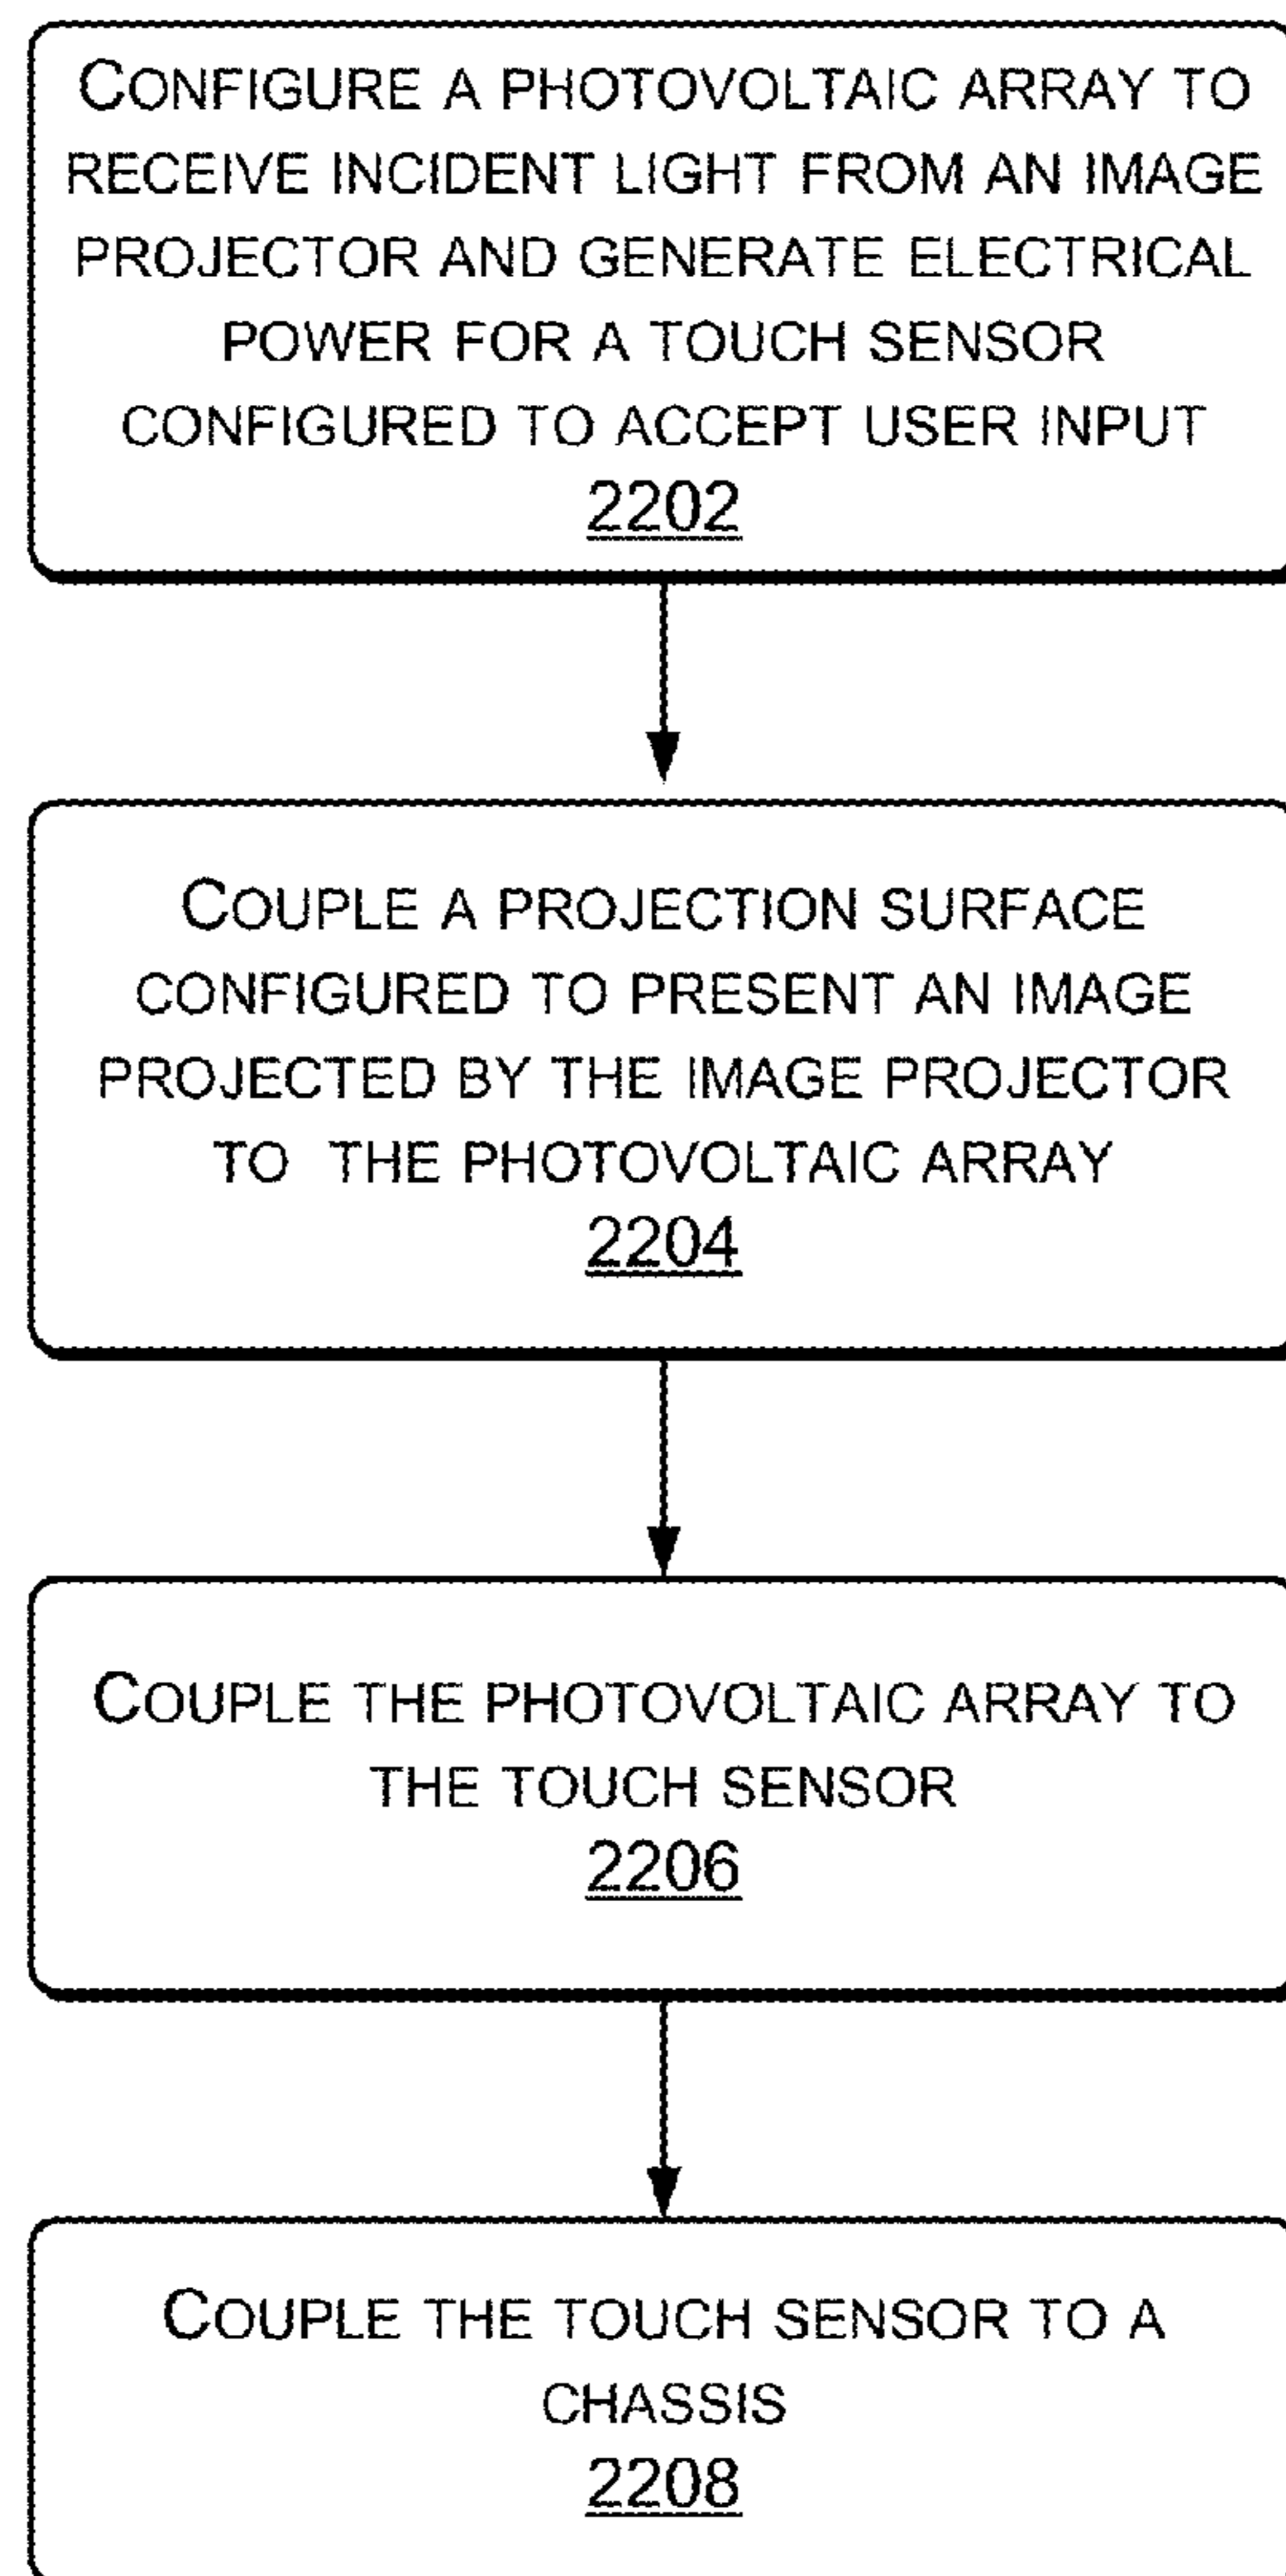 CONFIGURE A PHOTOVOLTAIC ARRAY TO
RECEIVE INCIDENT LIGHT FROM AN IMAGE
PROJECTOR AND GENERATE ELECTRICAL
POWER FOR A TOUCH SENSOR
CONFIGURED TO ACCEPT USER INPUT
2202
COUPLE A PROJECTION SURFACE
CONFIGURED TO PRESENT AN IMAGE
PROJECTED BY THE IMAGE PROJECTOR
TO THE PHOTOVOLTAIC ARRAY
2204
COUPLE THE PHOTOVOLTAIC ARRAY TO
THE TOUCH SENSOR
2206
COUPLE THE TOUCH SENSOR TO A
CHASSIS
2208